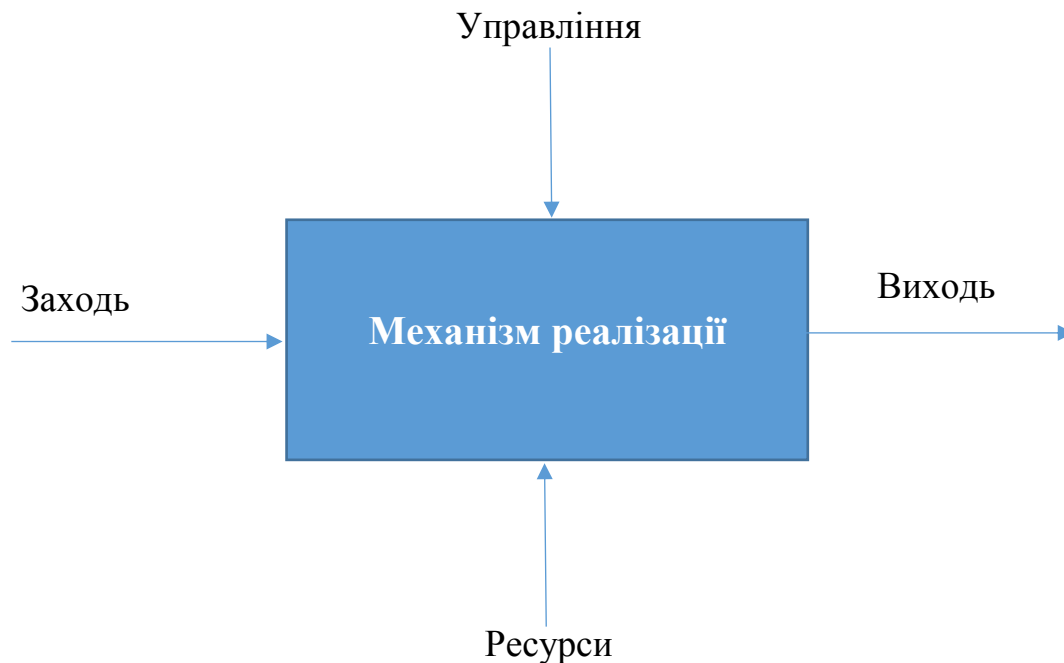 Управління
Заходь
Виходь
Механізм реалізації
Ресурси